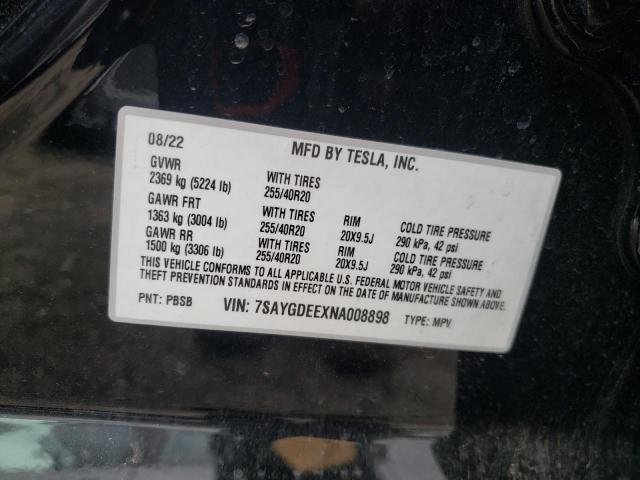 08/22 MFD BY TESLA, INC.
GVWR
2369 kg (5224 lb) WITH TIRES 255/40R20
GAWR FRT
1363 kg (3004 lb) WITH TIRES 255/40R20 RIM 20X9.5J COLD TIRE PRESSURE 290 kPa, 42 psi
GAWR RR
1500 kg (3306 lb) WITH TIRES 255/40R20 RIM 20X9.5J COLD TIRE PRESSURE 290 kPa, 42 psi
THIS VEHICLE CONFORMS TO ALL APPLICABLE U.S. FEDERAL MOTOR VEHICLE SAFETY AND
THEFT PREVENTION STANDARDS IN EFFECT ON THE DATE OF MANUFACTURE SHOWN ABOVE.
PNT: PBSB VIN: 7SAYGDEEXNA008898 TYPE: MPV